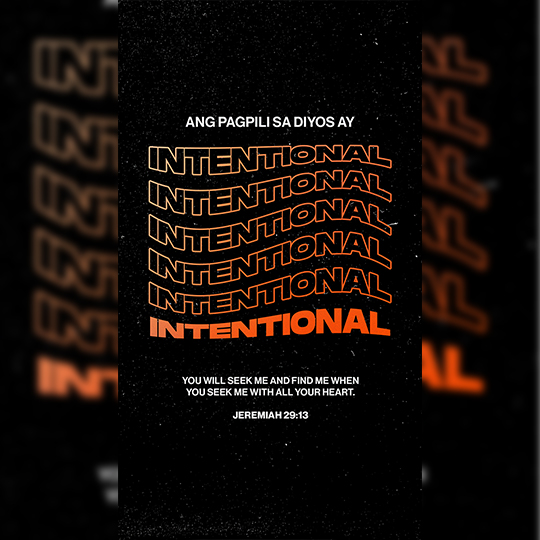 ANG PAGPILI SA DIYOS AY
INTENTIONAL
INTENTIONAL
INTENTIONAL
INTENTIONAL
INTENTIONAL
INTENTIONAL
YOU WILL SEEK ME AND FIND ME WHEN
YOU SEEK ME WITH ALL YOUR HEART.
JEREMIAH 29:13